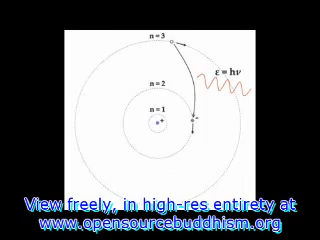 n = 3
ε = hν
n = 2
n = 1
View freely, in high-res entirety at
www.opensourcebuddhism.org